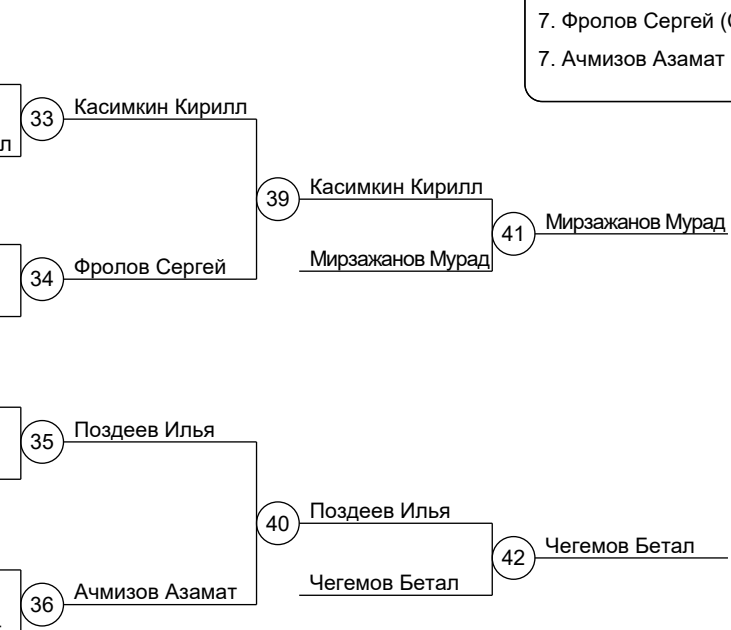 7. Фролов Сергей (
7. Ачмизов Азамат
33 Касимкин Кирилл
л
39 Касимкин Кирилл
41 Мирзажанов Мурад
Мирзажанов Мурад
34 Фролов Сергей
35 Поздеев Илья
40 Поздеев Илья
42 Чегемов Бетал
Чегемов Бетал
36 Ачмизов Азамат